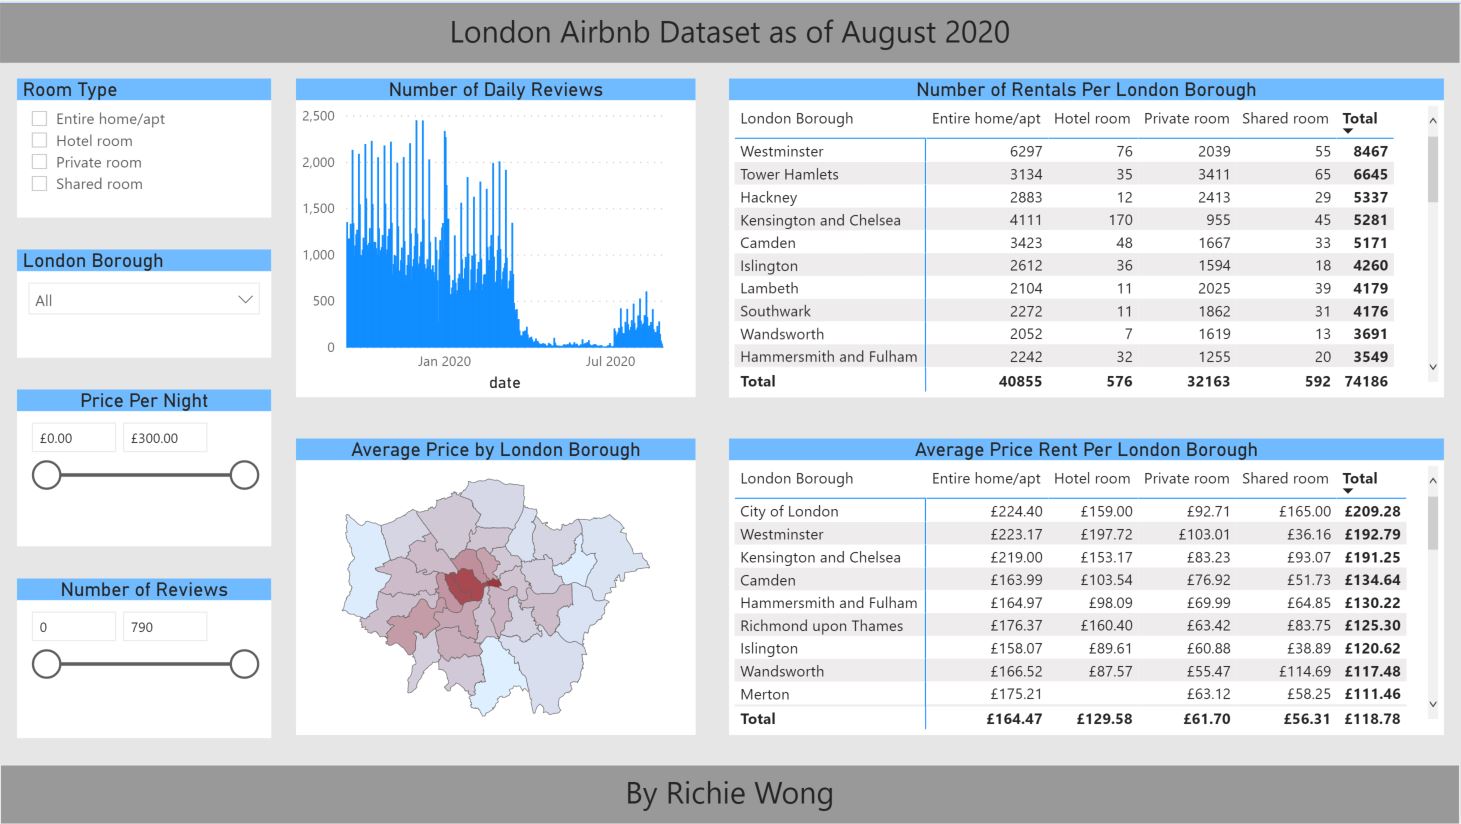 London Airbnb Dataset as of August 2020
Room Type
Entire home/apt
Hotel room
Private room
Shared room
London Borough
All
Price Per Night
£0.00 £300.00
Number of Reviews
0 790
Number of Daily Reviews
2,500
2,000
1,500
1,000
500
0
Jan 2020 Jul 2020
date
Average Price by London Borough
Number of Rentals Per London Borough
London Borough Entire home/apt Hotel room Private room Shared room Total
Westminster 6297 76 2039 55 8467
Tower Hamlets 3134 35 3411 65 6645
Hackney 2883 12 2413 29 5337
Kensington and Chelsea 4111 170 955 45 5281
Camden 3423 48 1667 33 5171
Islington 2612 36 1594 18 4260
Lambeth 2104 11 2025 39 4179
Southwark 2272 11 1862 31 4176
Wandsworth 2052 7 1619 13 3691
Hammersmith and Fulham 2242 32 1255 20 3549
Total 40855 576 32163 592 74186
Average Price Rent Per London Borough
London Borough Entire home/apt Hotel room Private room Shared room Total
City of London £224.40 £159.00 £92.71 £165.00 £209.28
Westminster £223.17 £197.72 £103.01 £36.16 £192.79
Kensington and Chelsea £219.00 £153.17 £83.23 £93.07 £191.25
Camden £163.99 £103.54 £76.92 £51.73 £134.64
Hammersmith and Fulham £164.97 £98.09 £69.99 £64.85 £130.22
Richmond upon Thames £176.37 £160.40 £63.42 £83.75 £125.30
Islington £158.07 £89.61 £60.88 £38.89 £120.62
Wandsworth £166.52 £87.57 £55.47 £114.69 £117.48
Merton £175.21 £63.12 £58.25 £111.46
Total £164.47 £129.58 £61.70 £56.31 £118.78
By Richie Wong